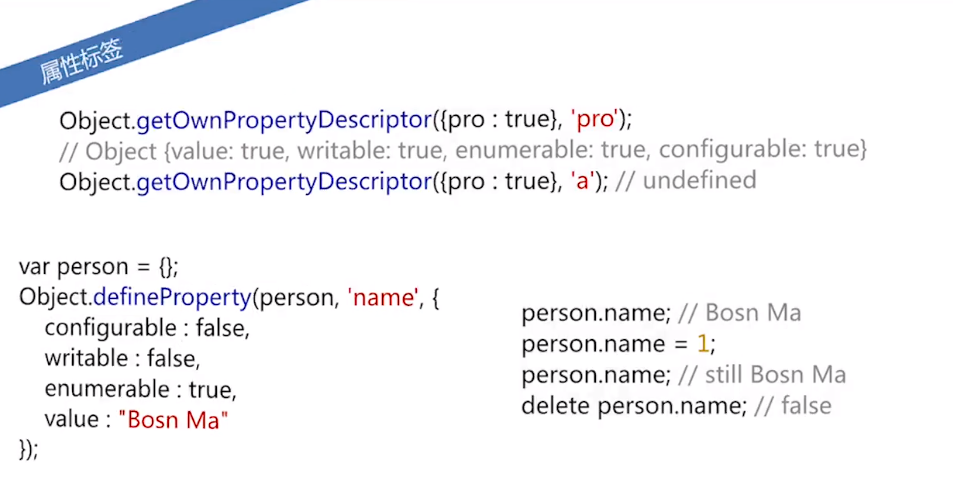 属性标签
Object.getOwnPropertyDescriptor({pro : true}, 'pro');
// Object {value: true, writable: true, enumerable: true, configurable: true}
Object.getOwnPropertyDescriptor({pro : true}, 'a'); // undefined
var person = {};
Object.defineProperty(person, 'name', {
configurable : false,
writable : false,
enumerable : true,
value : "Bosn Ma"
});
person.name; // Bosn Ma
person.name = 1;
person.name; // still Bosn Ma
delete person.name; // false